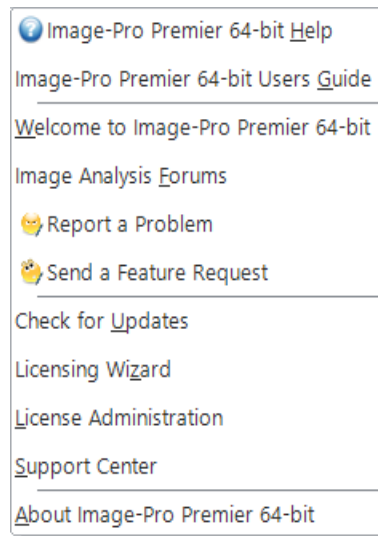 Image-Pro Premier 64-bit Help
Image-Pro Premier 64-bit Users Guide
Welcome to Image-Pro Premier 64-bit
Image Analysis Forums
Report a Problem
Send a Feature Request
Check for Updates
Licensing Wizard
License Administration
Support Center
About Image-Pro Premier 64-bit